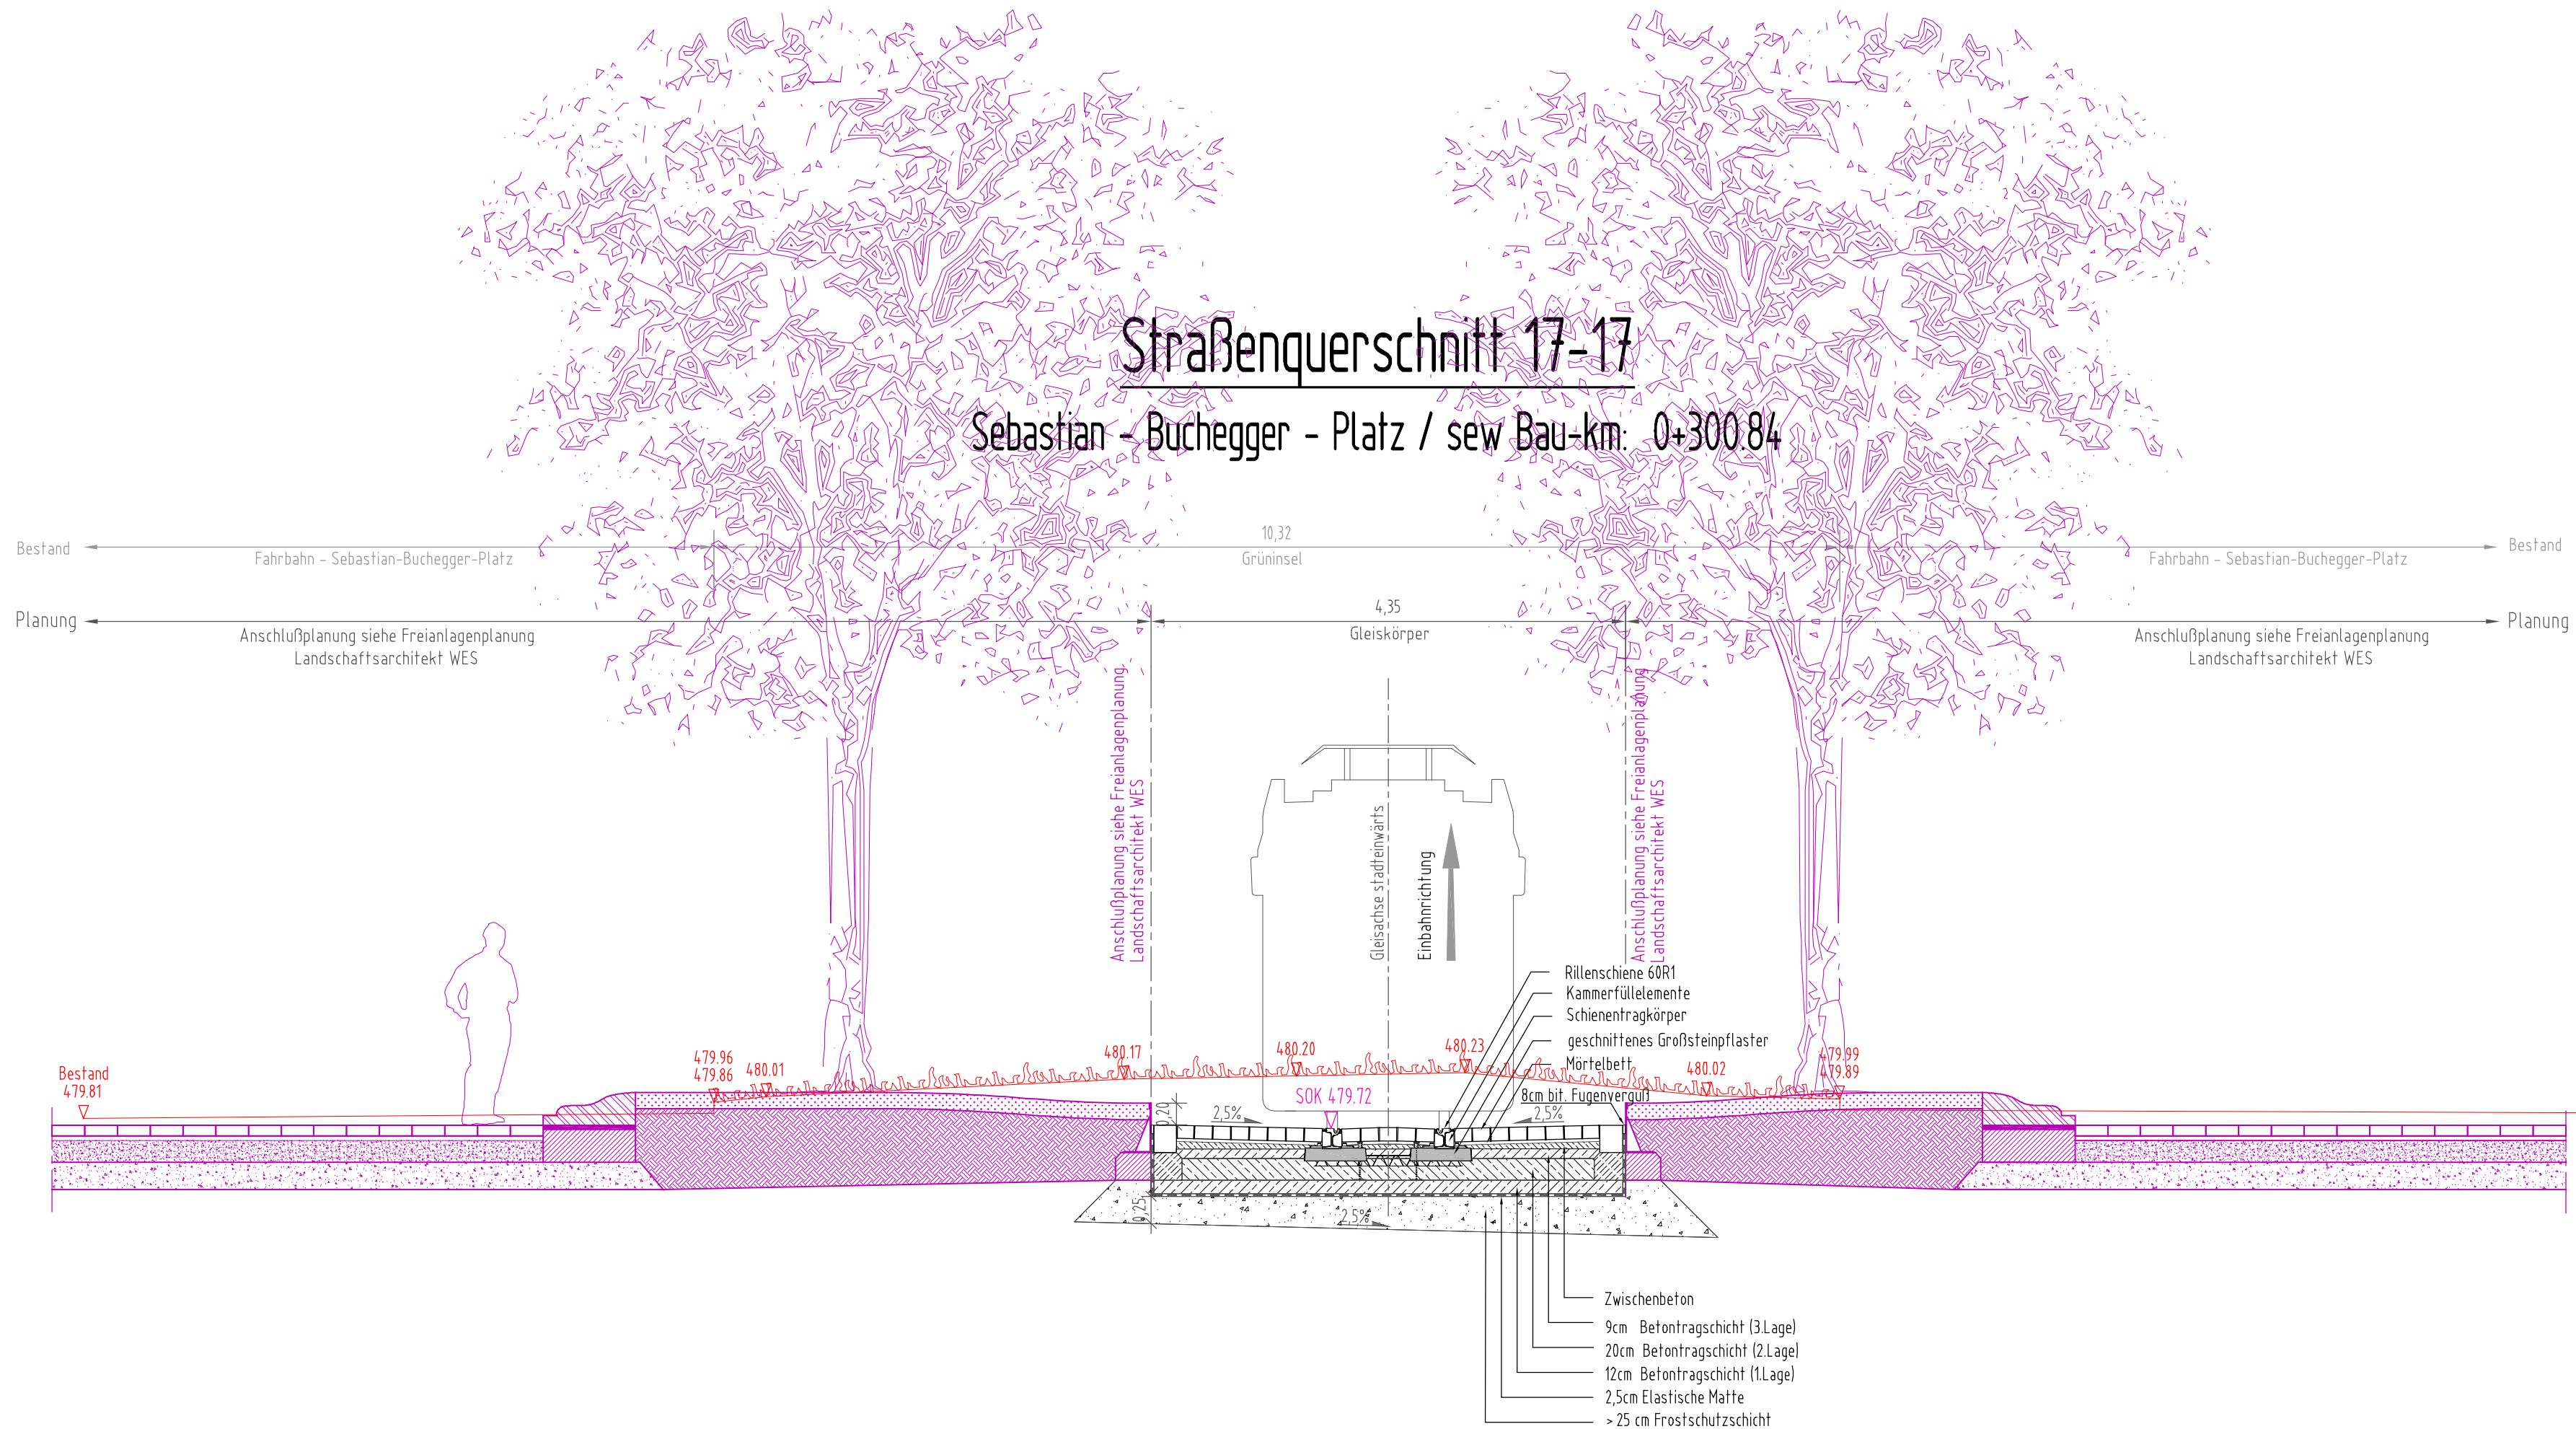 Straßenquerschnitt 17-17
Sebastian - Buchegger - Platz / sew Bau-km: 0+300.84
Bestand
Fahrbahn - Sebastian-Buchegger-Platz
10,32
Grüninsel
Fahrbahn - Sebastian-Buchegger-Platz
Bestand
Planung
Anschlußplanung siehe Freianlagenplanung
Landschaftsarchitekt WES
4,35
Gleiskörper
Anschlußplanung siehe Freianlagenplanung
Landschaftsarchitekt WES
Planung
Anschlußplanung siehe Freianlagenplanung
Landschaftsarchitekt WES
Gleisachse stadteinwärts
Einbahnrichtung
Anschlußplanung siehe Freianlagenplanung
Landschaftsarchitekt WES
Rillenschiene 60R1
Kammerfüllelemente
Schienentragkörper
geschnittenes Großsteinpflaster
Mörtelbett
8cm bit. Fugenverguß
Bestand
479.81
479.96
479.86
480.01
480.17
480.20
480.23
480.02
479.99
479.89
SOK 479.72
0,20
2,5%
2,5%
0,25
2,5%
Zwischenbeton
9cm Betontragschicht (3.Lage)
20cm Betontragschicht (2.Lage)
12cm Betontragschicht (1.Lage)
2,5cm Elastische Matte
> 25 cm Frostschutzschicht